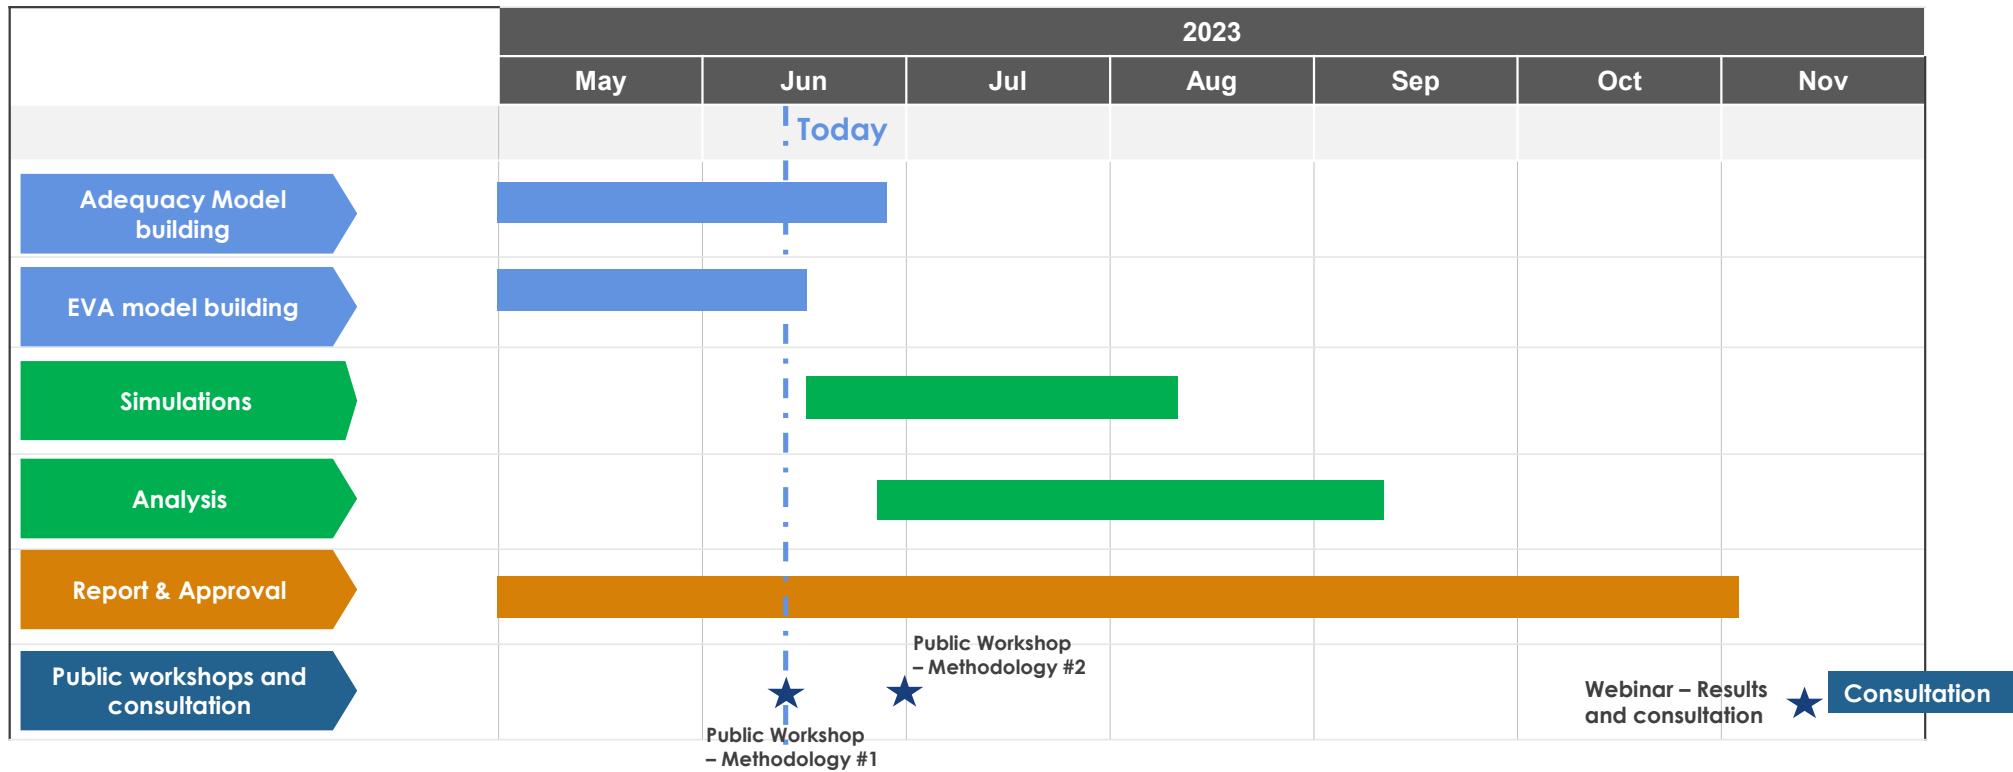 2023
May
Jun
Jul
Aug
Sep
Oct
Nov
Today
Adequacy Model
building
EVA model building
Simulations
Analysis
Report & Approval
Public workshops and
consultation
Public Workshop
– Methodology #1
Public Workshop
– Methodology #2
Webinar – Results
and consultation
Consultation